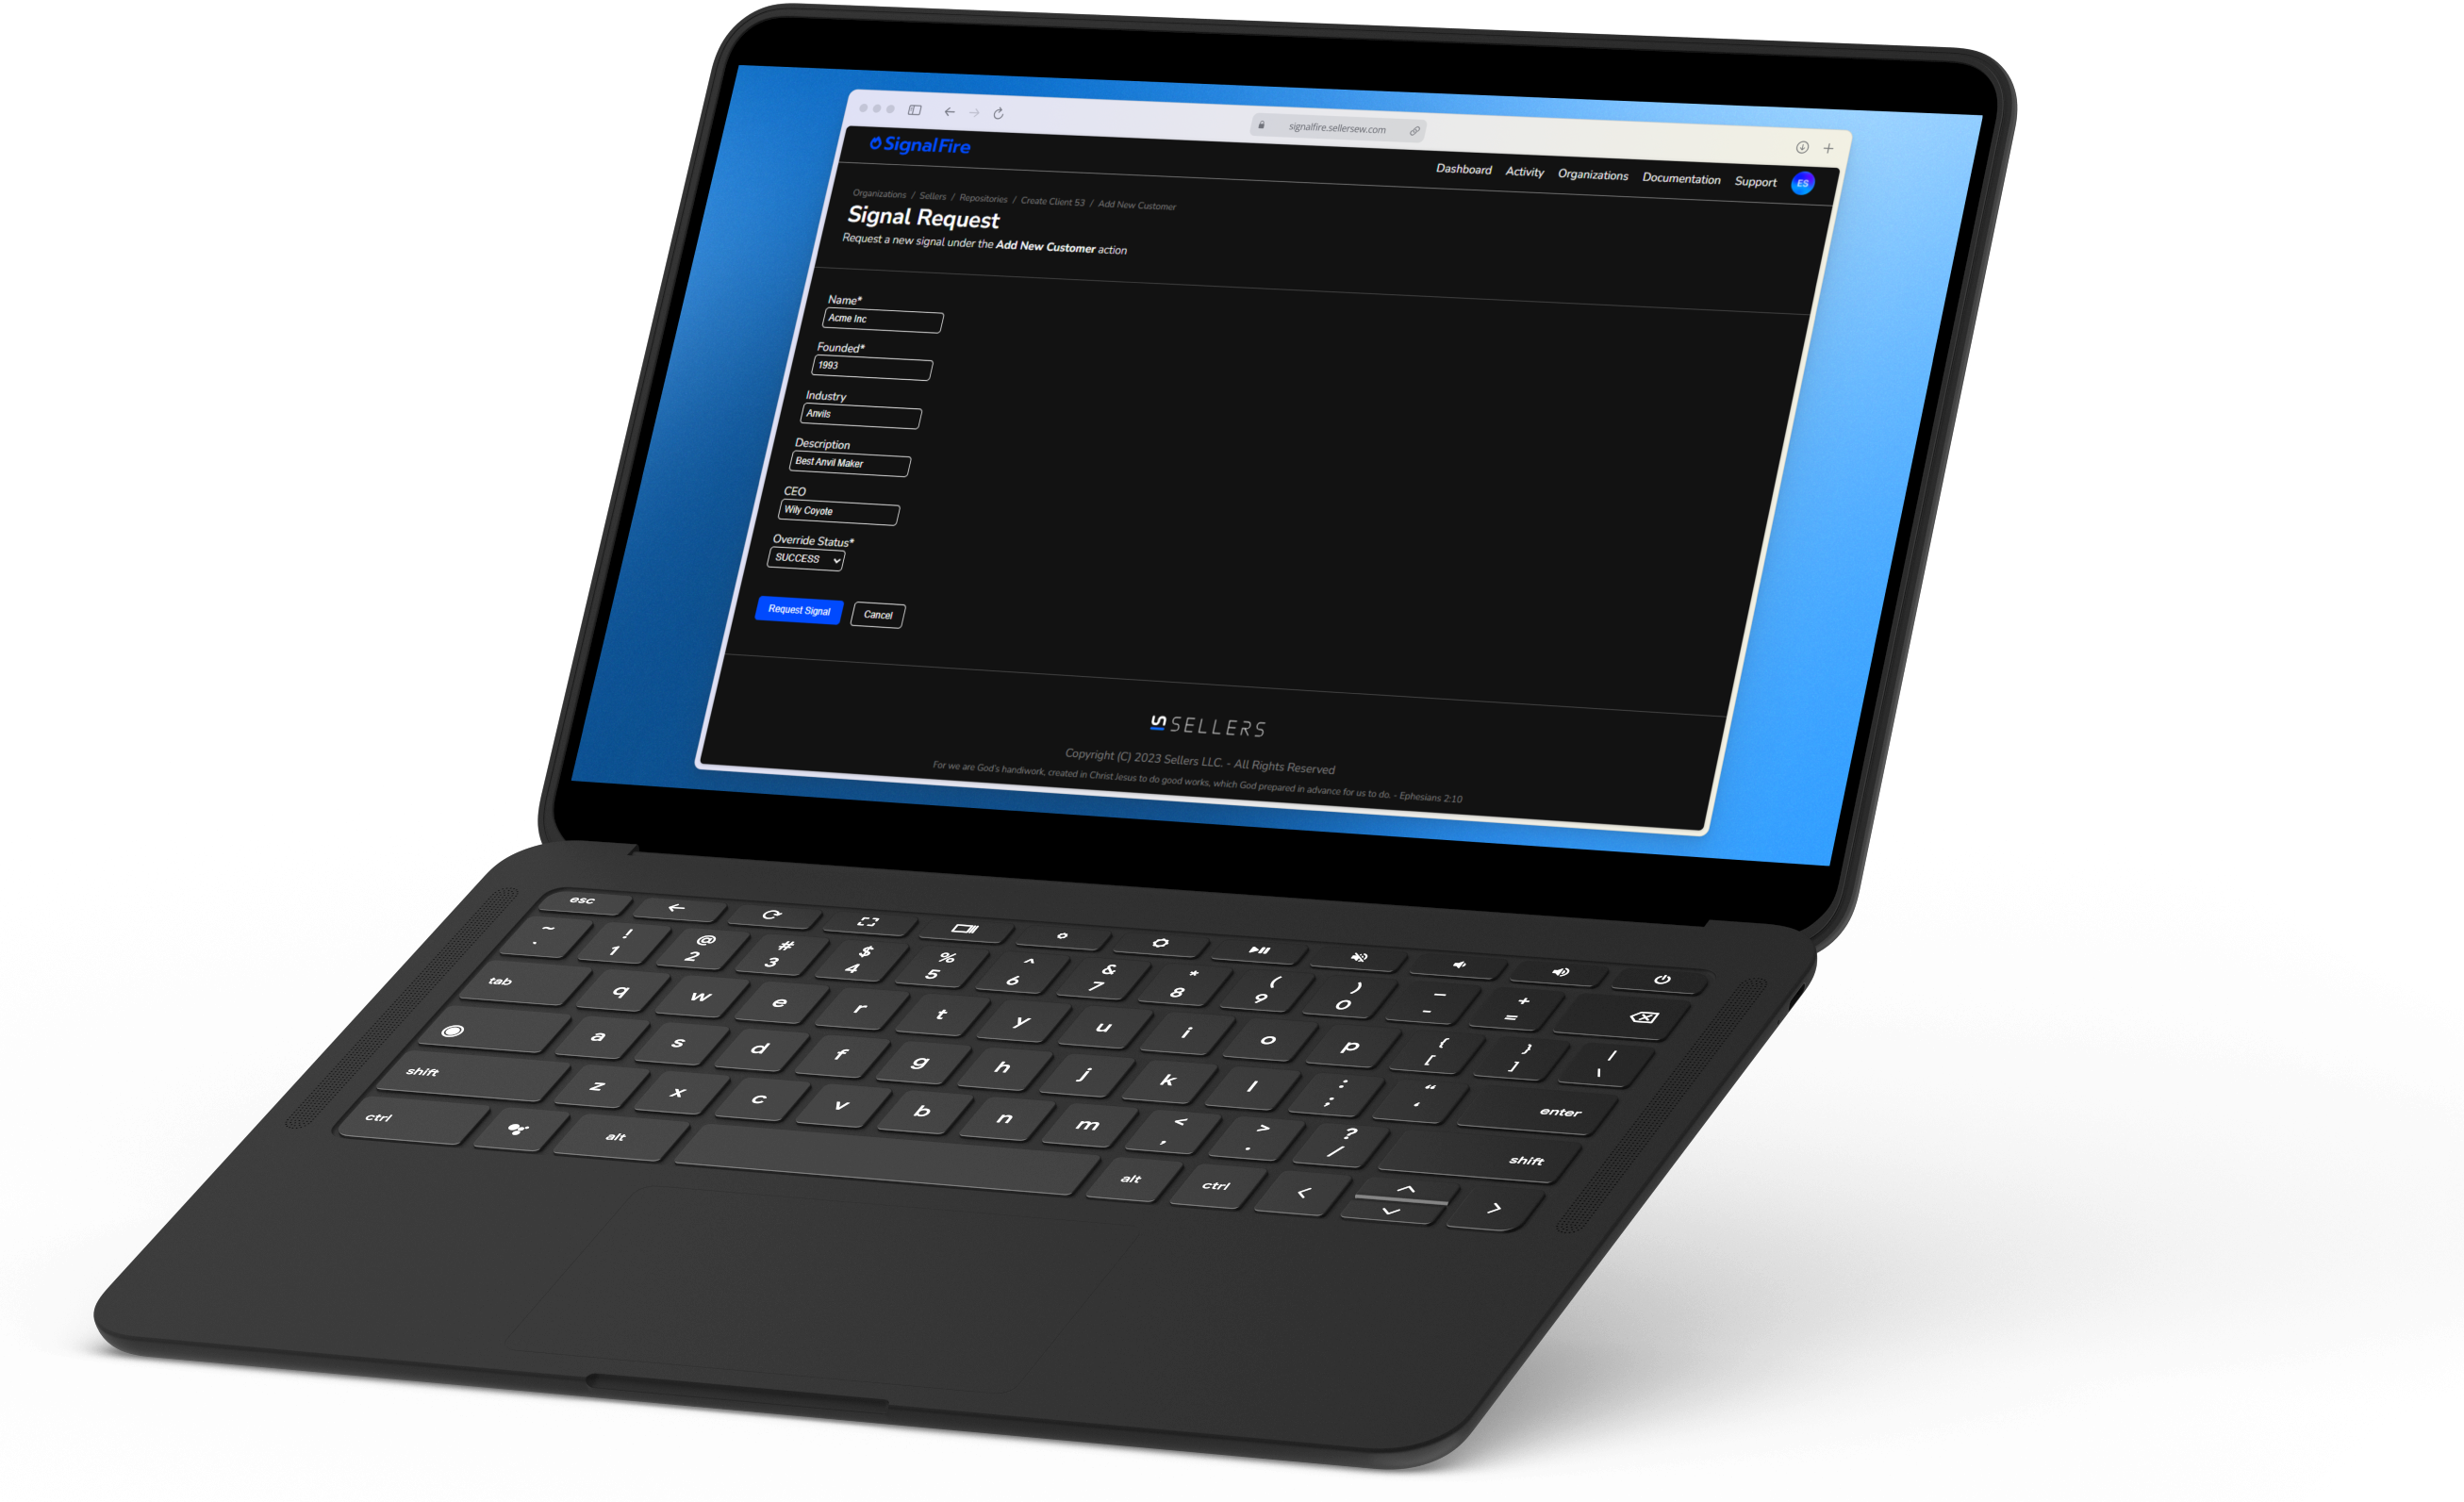 signalfire.sellersew.com
SignalFire
Dashboard Activity Organizations Documentation Support ES
Organizations / Sellers / Repositories / Create Client 53 / Add New Customer
Signal Request
Request a new signal under the Add New Customer action
Name*
Acme Inc
Founded*
1993
Industry
Anvils
Description
Best Anvil Maker
CEO
Wily Coyote
Override Status*
SUCCESS
Request Signal Cancel
SELLERS
Copyright (C) 2023 Sellers LLC. - All Rights Reserved
For we are God's handiwork, created in Christ Jesus to do good works, which God prepared in advance for us to do. - Ephesians 2:10
esc
~ ! @ # $ % ^ & * ( ) _ +
` 1 2 3 4 5 6 7 8 9 0 - =
tab q w e r t y u i o p { [ } ] | \
a s d f g h j k l : ; " ' enter
shift z x c v b n m < , > . ? / shift
ctrl alt alt ctrl